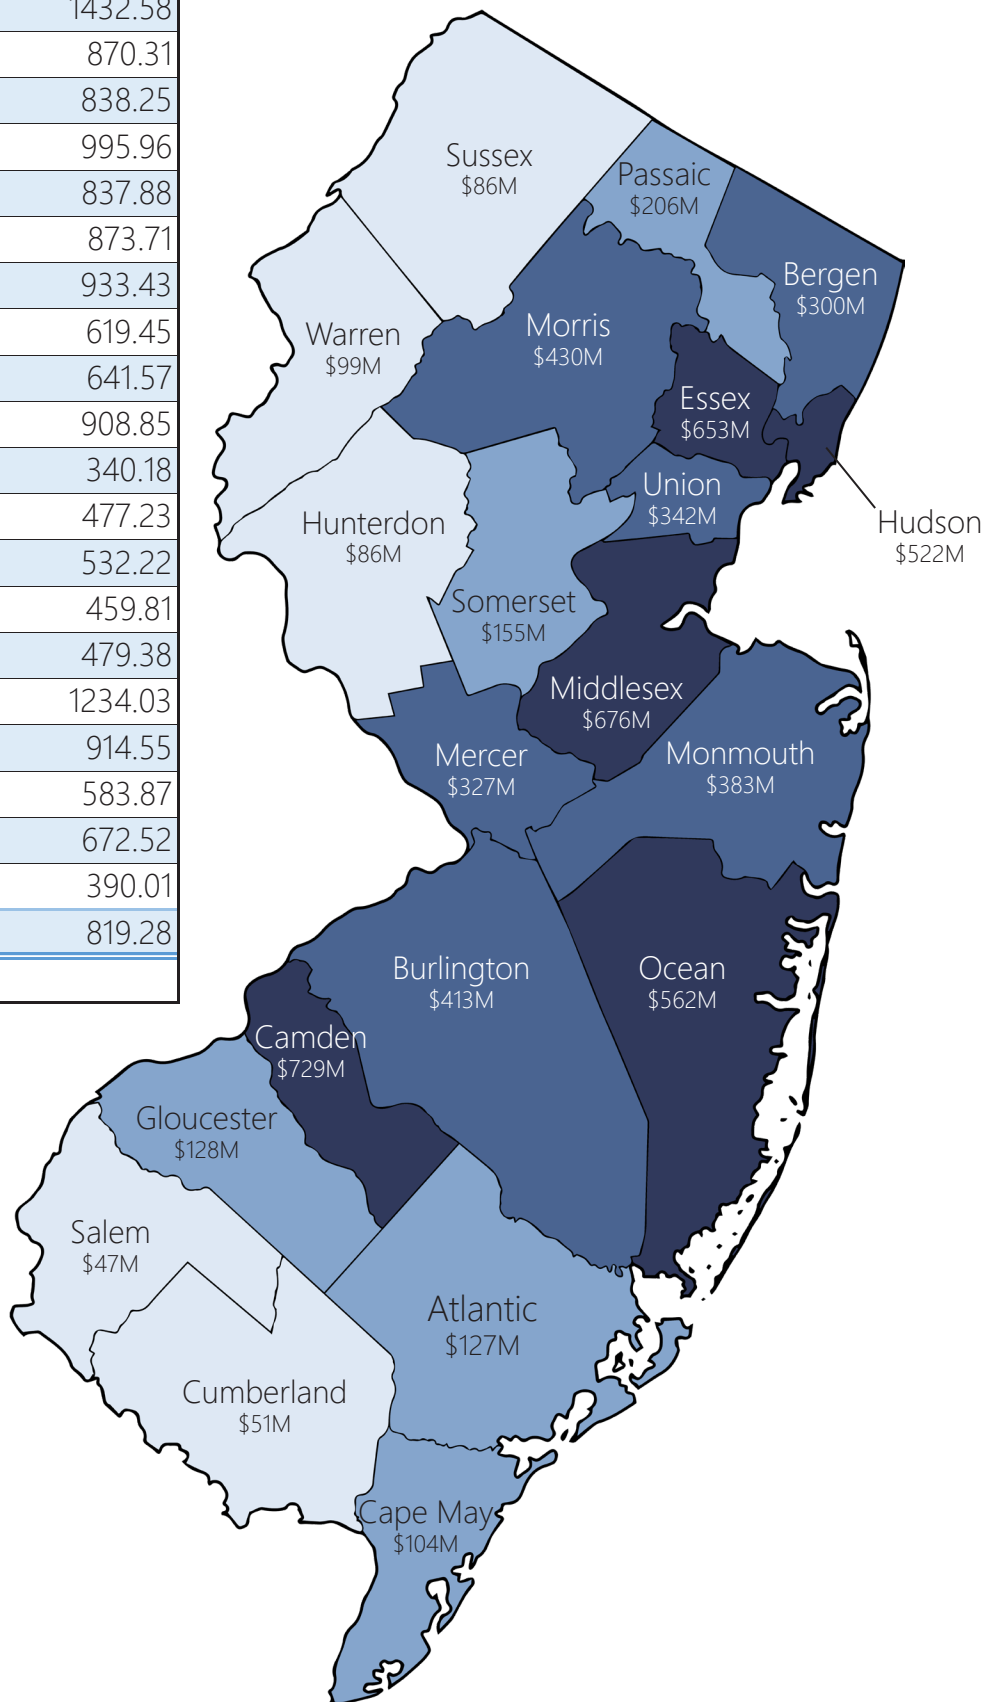 1432.58
870.31
838.25
995.96
837.88
873.71
933.43
619.45
641.57
908.85
340.18
477.23
532.22
459.81
479.38
1234.03
914.55
583.87
672.52
390.01
819.28
Sussex
$86M
Passaic
$206M
Bergen
$300M
Warren
$99M
Morris
$430M
Essex
$653M
Union
$342M
Hudson
$522M
Hunterdon
$86M
Somerset
$155M
Middlesex
$676M
Mercer
$327M
Monmouth
$383M
Burlington
$413M
Ocean
$562M
Camden
$729M
Gloucester
$128M
Salem
$47M
Atlantic
$127M
Cumberland
$51M
Cape May
$104M